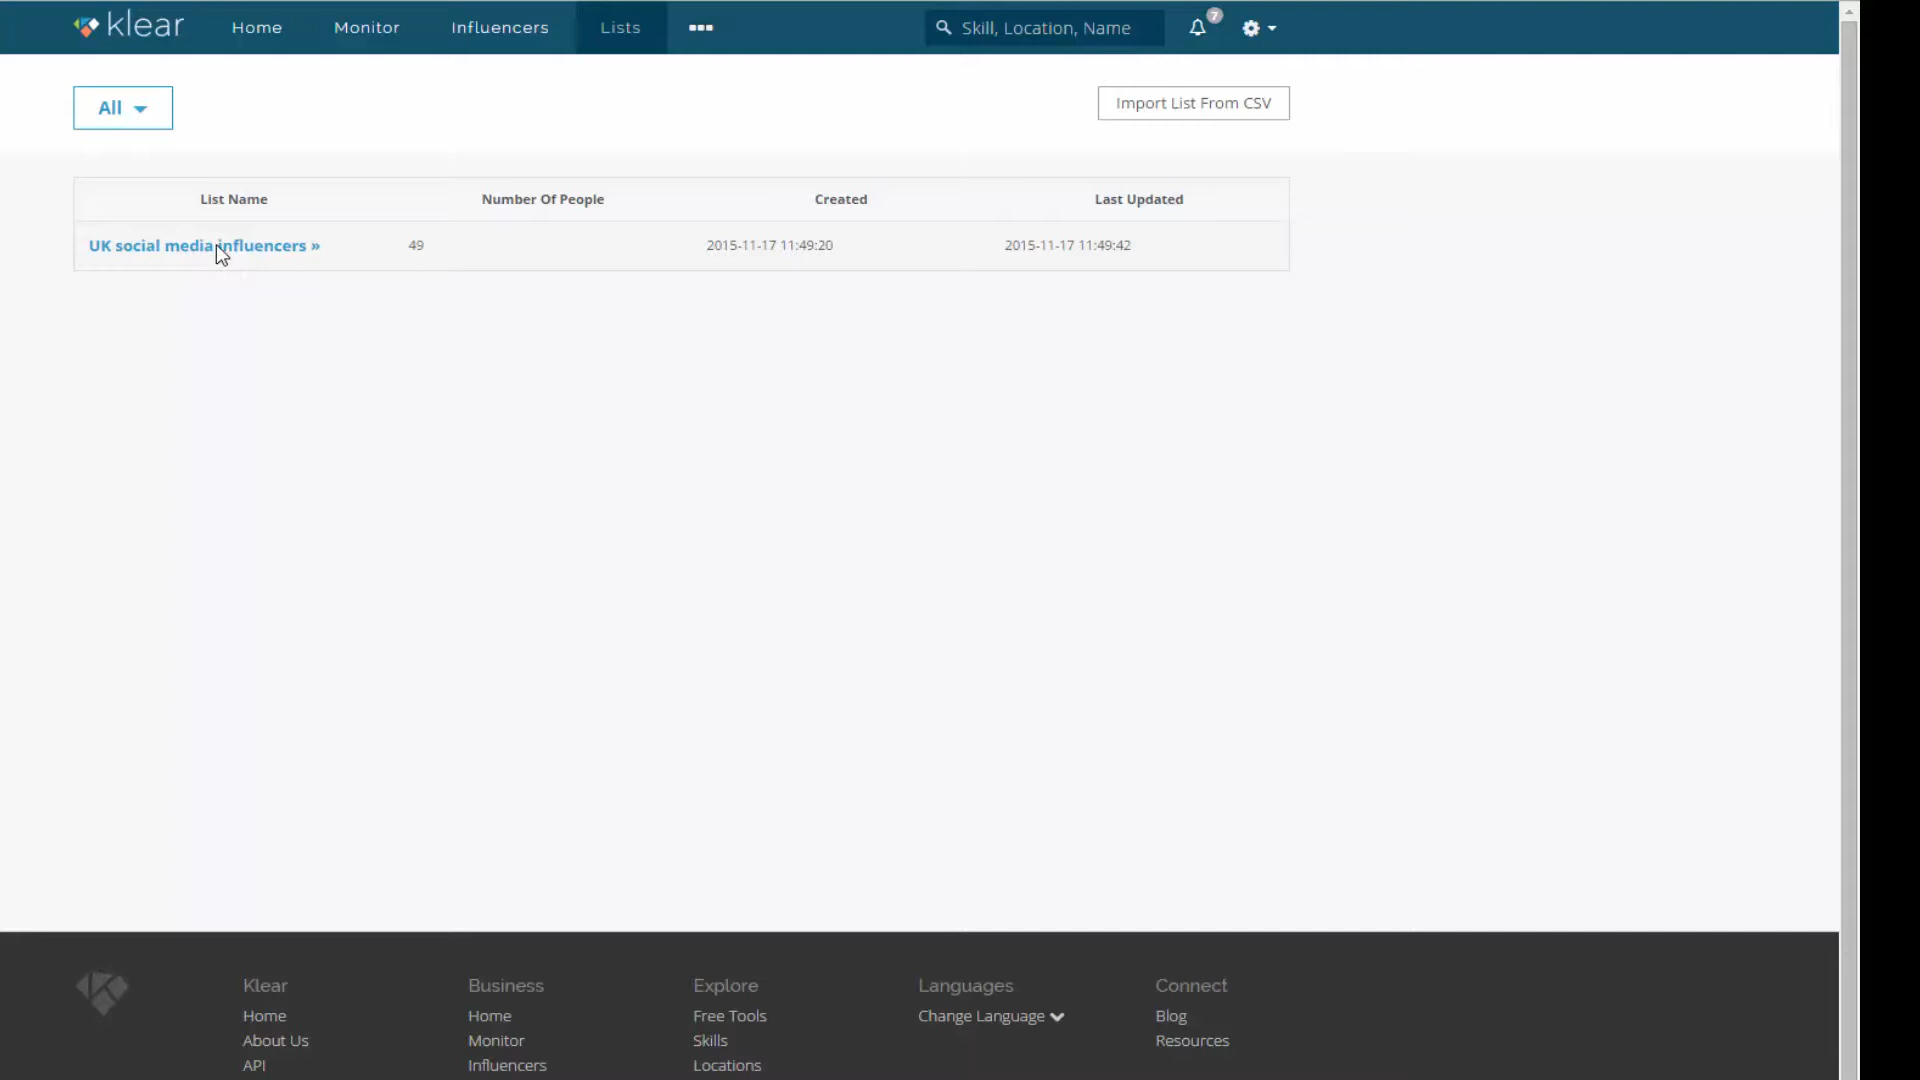 klear Home Monitor Influencers Lists Skill, Location, Name 7
All Import List From CSV
List Name Number Of People Created Last Updated
UK social media influencers » 49 2015-11-17 11:49:20 2015-11-17 11:49:42
Klear Business Explore Languages Connect
Home Home Free Tools Change Language Blog
About Us Monitor Skills Resources
API Influencers Locations